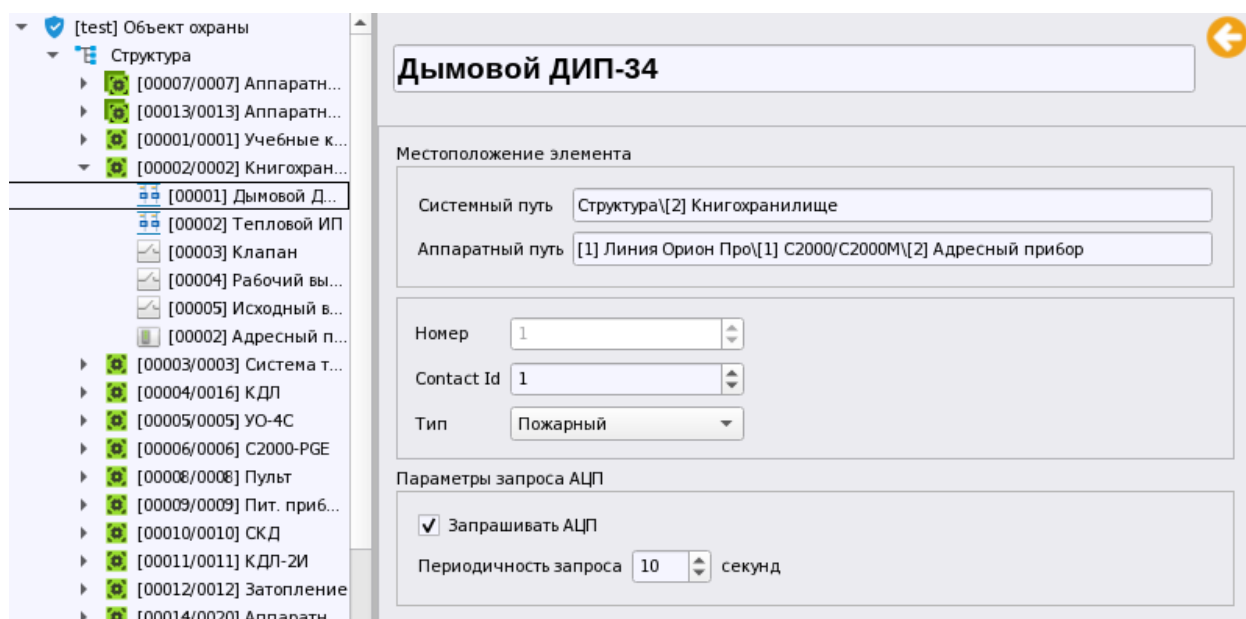 [test] Объект охраны
Структура
[00007/0007] Аппаратн...
[00013/0013] Аппаратн...
[00001/0001] Учебные к...
[00002/0002] Книгохран...
[00001] Дымовой Д...
[00002] Тепловой ИП
[00003] Клапан
[00004] Рабочий вы...
[00005] Исходный в...
[00002] Адресный п...
[00003/0003] Система т...
[00004/0016] КДЛ
[00005/0005] УО-4С
[00006/0006] С2000-PGE
[00008/0008] Пульт
[00009/0009] Пит. приб...
[00010/0010] СКД
[00011/0011] КДЛ-2И
[00012/0012] Затопление
[00014/0020] Аппаратн
Дымовой ДИП-34
Местоположение элемента
Системный путь Структура\[2] Книгохранилище
Аппаратный путь [1] Линия Орион Про\[1] С2000/С2000М\[2] Адресный прибор
Номер 1
Contact Id 1
Тип Пожарный
Параметры запроса АЦП
Запрашивать АЦП
Периодичность запроса 10 секунд